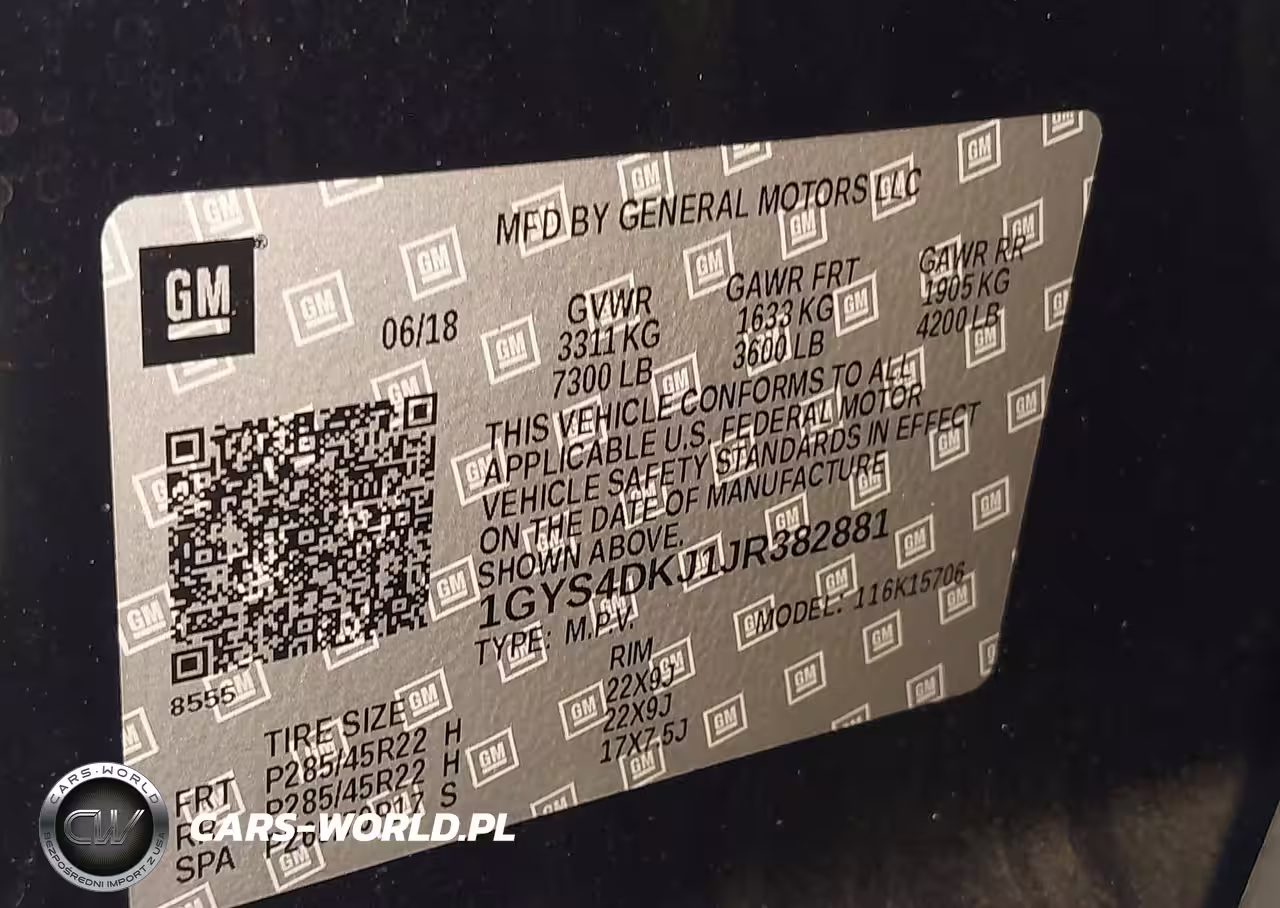 MFD BY GENERAL MOTORS LLC
GM
06/18
GVWR GAWR FRT GAWR RR
3311 KG 1633 KG 1905 KG
7300 LB 3600 LB 4200 LB
THIS VEHICLE CONFORMS TO ALL
APPLICABLE U.S. FEDERAL MOTOR
VEHICLE SAFETY STANDARDS IN EFFECT
ON THE DATE OF MANUFACTURE
SHOWN ABOVE.
1GYS4DKJ1JR382881
TYPE: M.P.V. MODEL: 116K15706
8555
TIRE SIZE RIM
FRT P285/45R22 H 22X9J
P285/45R22 H 22X9J
SPA S 17X7.5J
CARS-WORLD.PL
CARS-WORLD
CW
BEZPOŚREDNI IMPORT Z USA